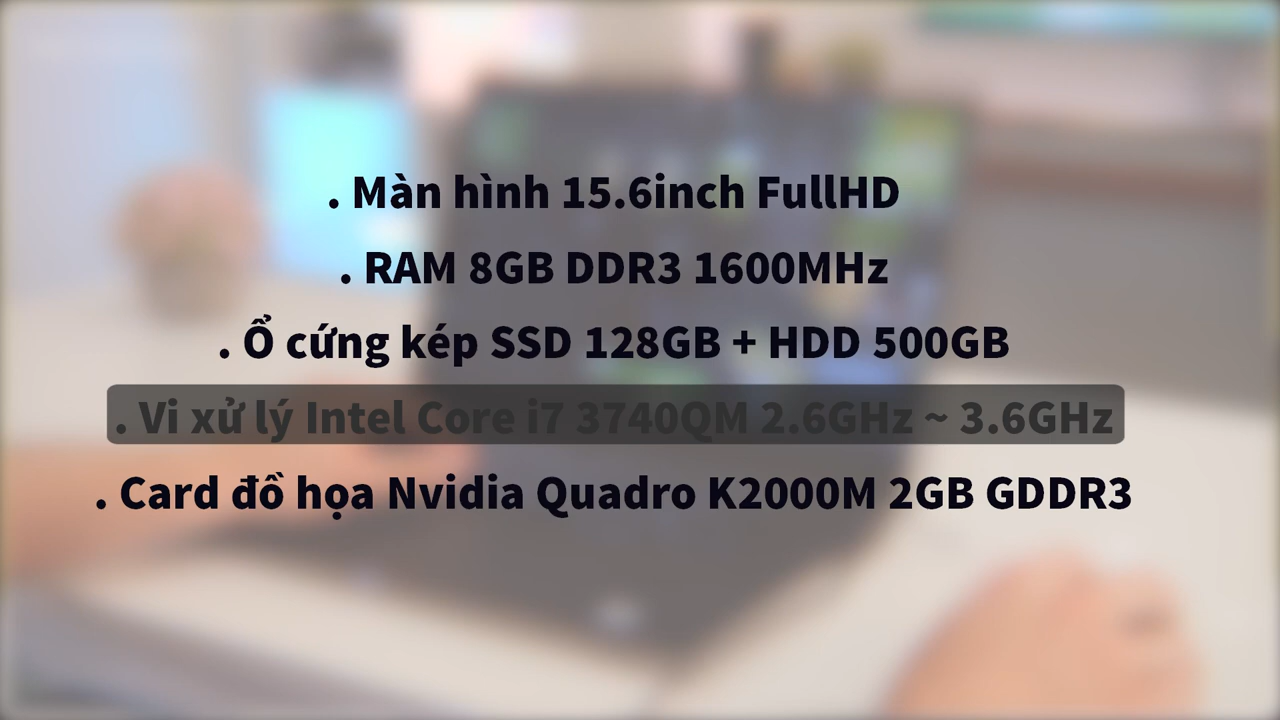 . Màn hình 15.6inch FullHD
. RAM 8GB DDR3 1600MHz
. Ổ cứng kép SSD 128GB + HDD 500GB
. Vi xử lý Intel Core i7 3740QM 2.6GHz ~ 3.6GHz
. Card đồ họa Nvidia Quadro K2000M 2GB GDDR3